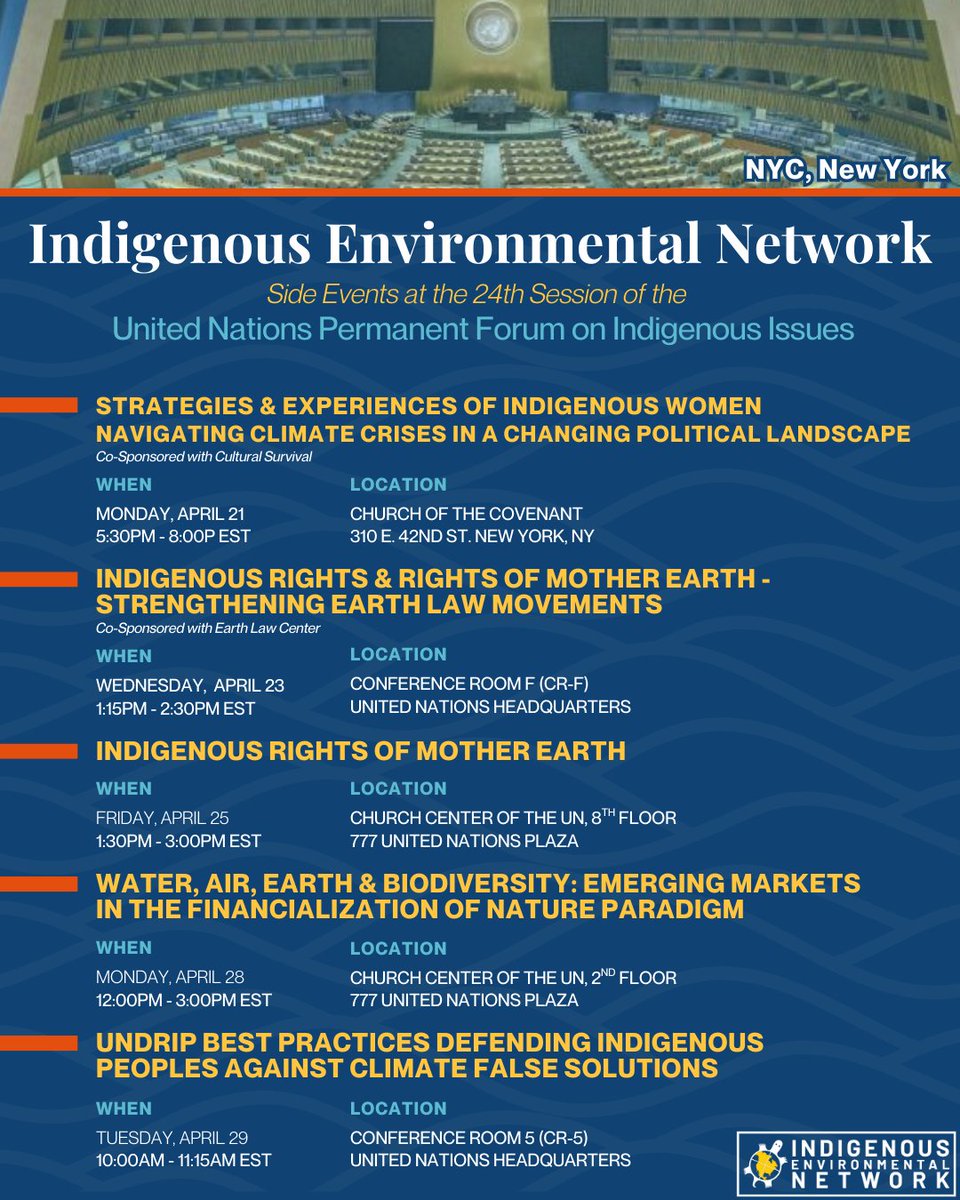 NYC, New York
Indigenous Environmental Network
Side Events at the 24th Session of the
United Nations Permanent Forum on Indigenous Issues
STRATEGIES & EXPERIENCES OF INDIGENOUS WOMEN
NAVIGATING CLIMATE CRISES IN A CHANGING POLITICAL LANDSCAPE
Co-Sponsored with Cultural Survival
WHEN
MONDAY, APRIL 21
5:30PM - 8:00P EST
LOCATION
CHURCH OF THE COVENANT
310 E. 42ND ST. NEW YORK, NY
INDIGENOUS RIGHTS & RIGHTS OF MOTHER EARTH -
STRENGTHENING EARTH LAW MOVEMENTS
Co-Sponsored with Earth Law Center
WHEN
WEDNESDAY, APRIL 23
1:15PM - 2:30PM EST
LOCATION
CONFERENCE ROOM F (CR-F)
UNITED NATIONS HEADQUARTERS
INDIGENOUS RIGHTS OF MOTHER EARTH
WHEN
FRIDAY, APRIL 25
1:30PM - 3:00PM EST
LOCATION
CHURCH CENTER OF THE UN, 8TH FLOOR
777 UNITED NATIONS PLAZA
WATER, AIR, EARTH & BIODIVERSITY: EMERGING MARKETS
IN THE FINANCIALIZATION OF NATURE PARADIGM
WHEN
MONDAY, APRIL 28
12:00PM - 3:00PM EST
LOCATION
CHURCH CENTER OF THE UN, 2ND FLOOR
777 UNITED NATIONS PLAZA
UNDRIP BEST PRACTICES DEFENDING INDIGENOUS
PEOPLES AGAINST CLIMATE FALSE SOLUTIONS
WHEN
TUESDAY, APRIL 29
10:00AM - 11:15AM EST
LOCATION
CONFERENCE ROOM 5 (CR-5)
UNITED NATIONS HEADQUARTERS
INDIGENOUS
ENVIRONMENTAL
NETWORK